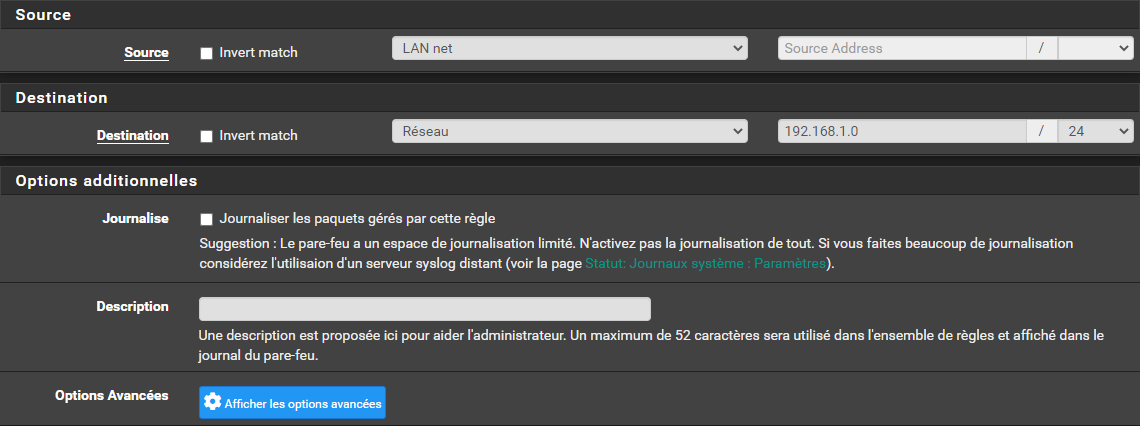 Source
Source Invert match LAN net Source Address /
Destination
Destination Invert match Réseau 192.168.1.0 / 24
Options additionnelles
Journalise Journaliser les paquets gérés par cette règle
Suggestion : Le pare-feu a un espace de journalisation limité. N'activez pas la journalisation de tout. Si vous faites beaucoup de journalisation
considérez l'utilisaion d'un serveur syslog distant (voir la page Statut: Journaux système : Paramètres).
Description
Une description est proposée ici pour aider l'administrateur. Un maximum de 52 caractères sera utilisé dans l'ensemble de règles et affiché dans le
journal du pare-feu.
Options Avancées Afficher les options avancées